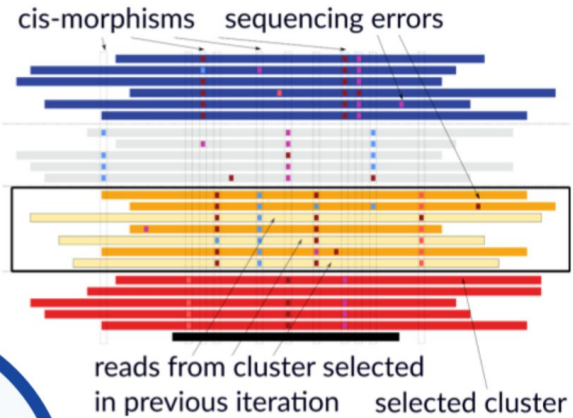 cis-morphisms sequencing errors
reads from cluster selected
in previous iteration selected cluster